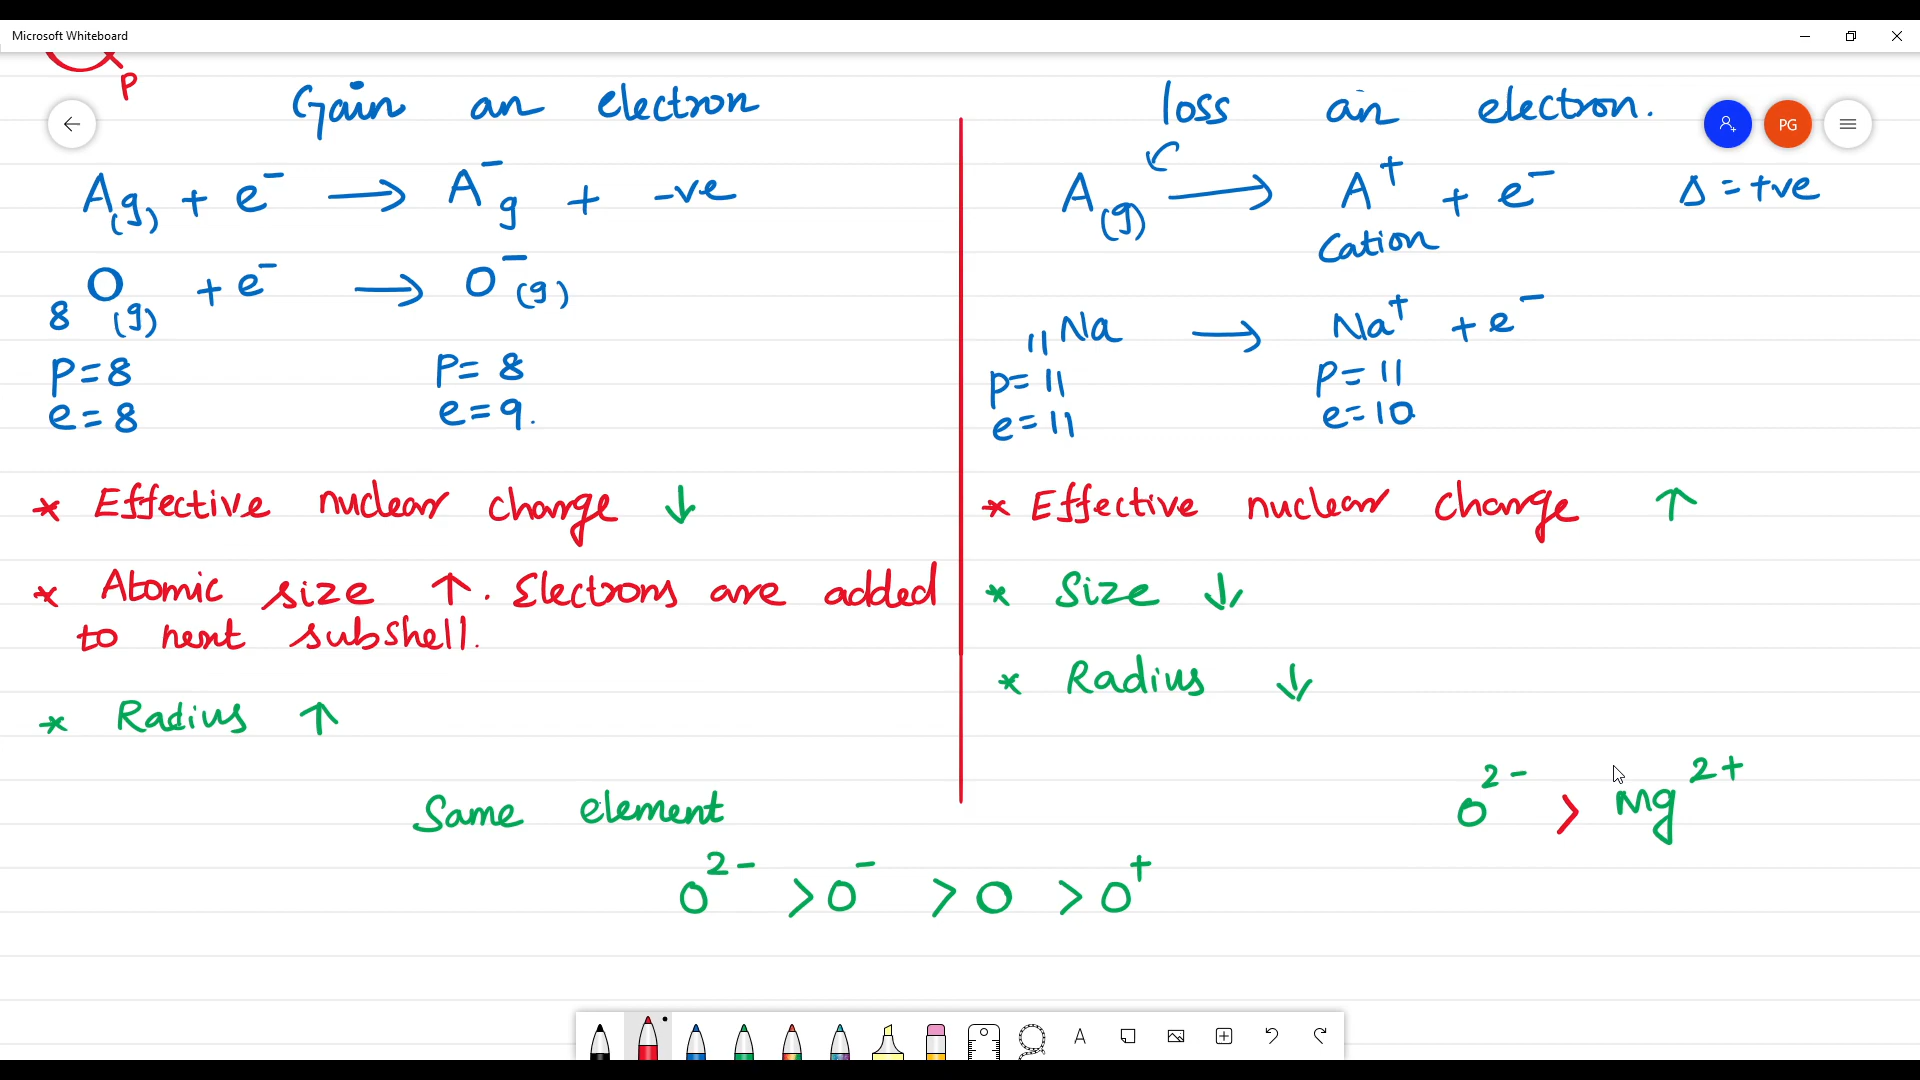 Microsoft Whiteboard
P
PG
Gain an electron
A(g) + e⁻ → A⁻g + -ve
8 O(g) + e⁻ → O⁻(g)
P=8 P=8
e=8 e=9.
* Effective nuclear charge ↓
* Atomic size ↑. Electrons are added
to next subshell.
* Radius ↑
loss an electron.
A(g) → A⁺ + e⁻ Δ = +ve
Cation
11Na → Na⁺ + e⁻
P=11 P=11
e=11 e=10
* Effective nuclear charge ↑
* Size ↓
* Radius ↓
O²⁻ > Mg²⁺
Same element
O²⁻ > O⁻ > O > O⁺
A